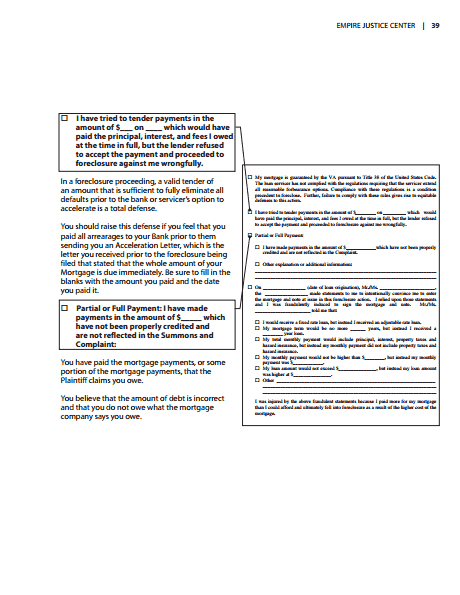 EMPIRE JUSTICE CENTER | 39
☐ I have tried to tender payments in the
amount of $___ on ____ which would have
paid the principal, interest, and fees I owed
at the time in full, but the lender refused
to accept the payment and proceeded to
foreclosure against me wrongfully.
In a foreclosure proceeding, a valid tender of
an amount that is sufficient to fully eliminate all
defaults prior to the bank or servicer's option to
accelerate is a total defense.
You should raise this defense if you feel that you
paid all arrearages to your Bank prior to them
sending you an Acceleration Letter, which is the
letter you received prior to the foreclosure being
filed that stated that the whole amount of your
Mortgage is due immediately. Be sure to fill in the
blanks with the amount you paid and the date
you paid it.
☐ Partial or Full Payment: I have made
payments in the amount of $_____ which
have not been properly credited and
are not reflected in the Summons and
Complaint:
You have paid the mortgage payments, or some
portion of the mortgage payments, that the
Plaintiff claims you owe.
You believe that the amount of debt is incorrect
and that you do not owe what the mortgage
company says you owe.
☐ My mortgage is guaranteed by the VA pursuant to Title 38 of the United States Code.
The loan servicer has not complied with the regulations requiring that the servicer extend
all reasonable forbearance options. Compliance with these regulations is a condition
precedent to foreclose. Further, failure to comply with these rules gives rise to equitable
defenses to this action.
☐ I have tried to tender payments in the amount of $________ on ________ which would
have paid the principal, interest, and fees I owed at the time in full, but the lender refused
to accept the payment and proceeded to foreclosure against me wrongfully.
☐ Partial or Full Payment:
☐ I have made payments in the amount of $__________which have not been properly
credited and are not reflected in the Complaint.
☐ Other explanation or additional information:
☐ On ____________ (date of loan origination), Mr./Ms. ________________, of
the ______________ made statements to me to intentionally convince me to enter
the mortgage and note at issue in this foreclosure action. I relied upon those statements
and I was fraudulently induced to sign the mortgage and note. Mr./Ms.
______________ told me that:
☐ I would receive a fixed rate loan, but instead I received an adjustable rate loan.
☐ My mortgage term would be no more _____ years, but instead I received a
_____ year loan.
☐ My total monthly payment would include principal, interest, property taxes and
hazard insurance, but instead my monthly payment did not include property taxes and
hazard insurance.
☐ My monthly payment would not be higher than $______, but instead my monthly
payment was $________.
☐ My loan amount would not exceed $__________, but instead my loan amount
was higher at $__________.
☐ Other
I was injured by the above fraudulent statements because I paid more for my mortgage
than I could afford and ultimately fell into foreclosure as a result of the higher cost of the
mortgage.